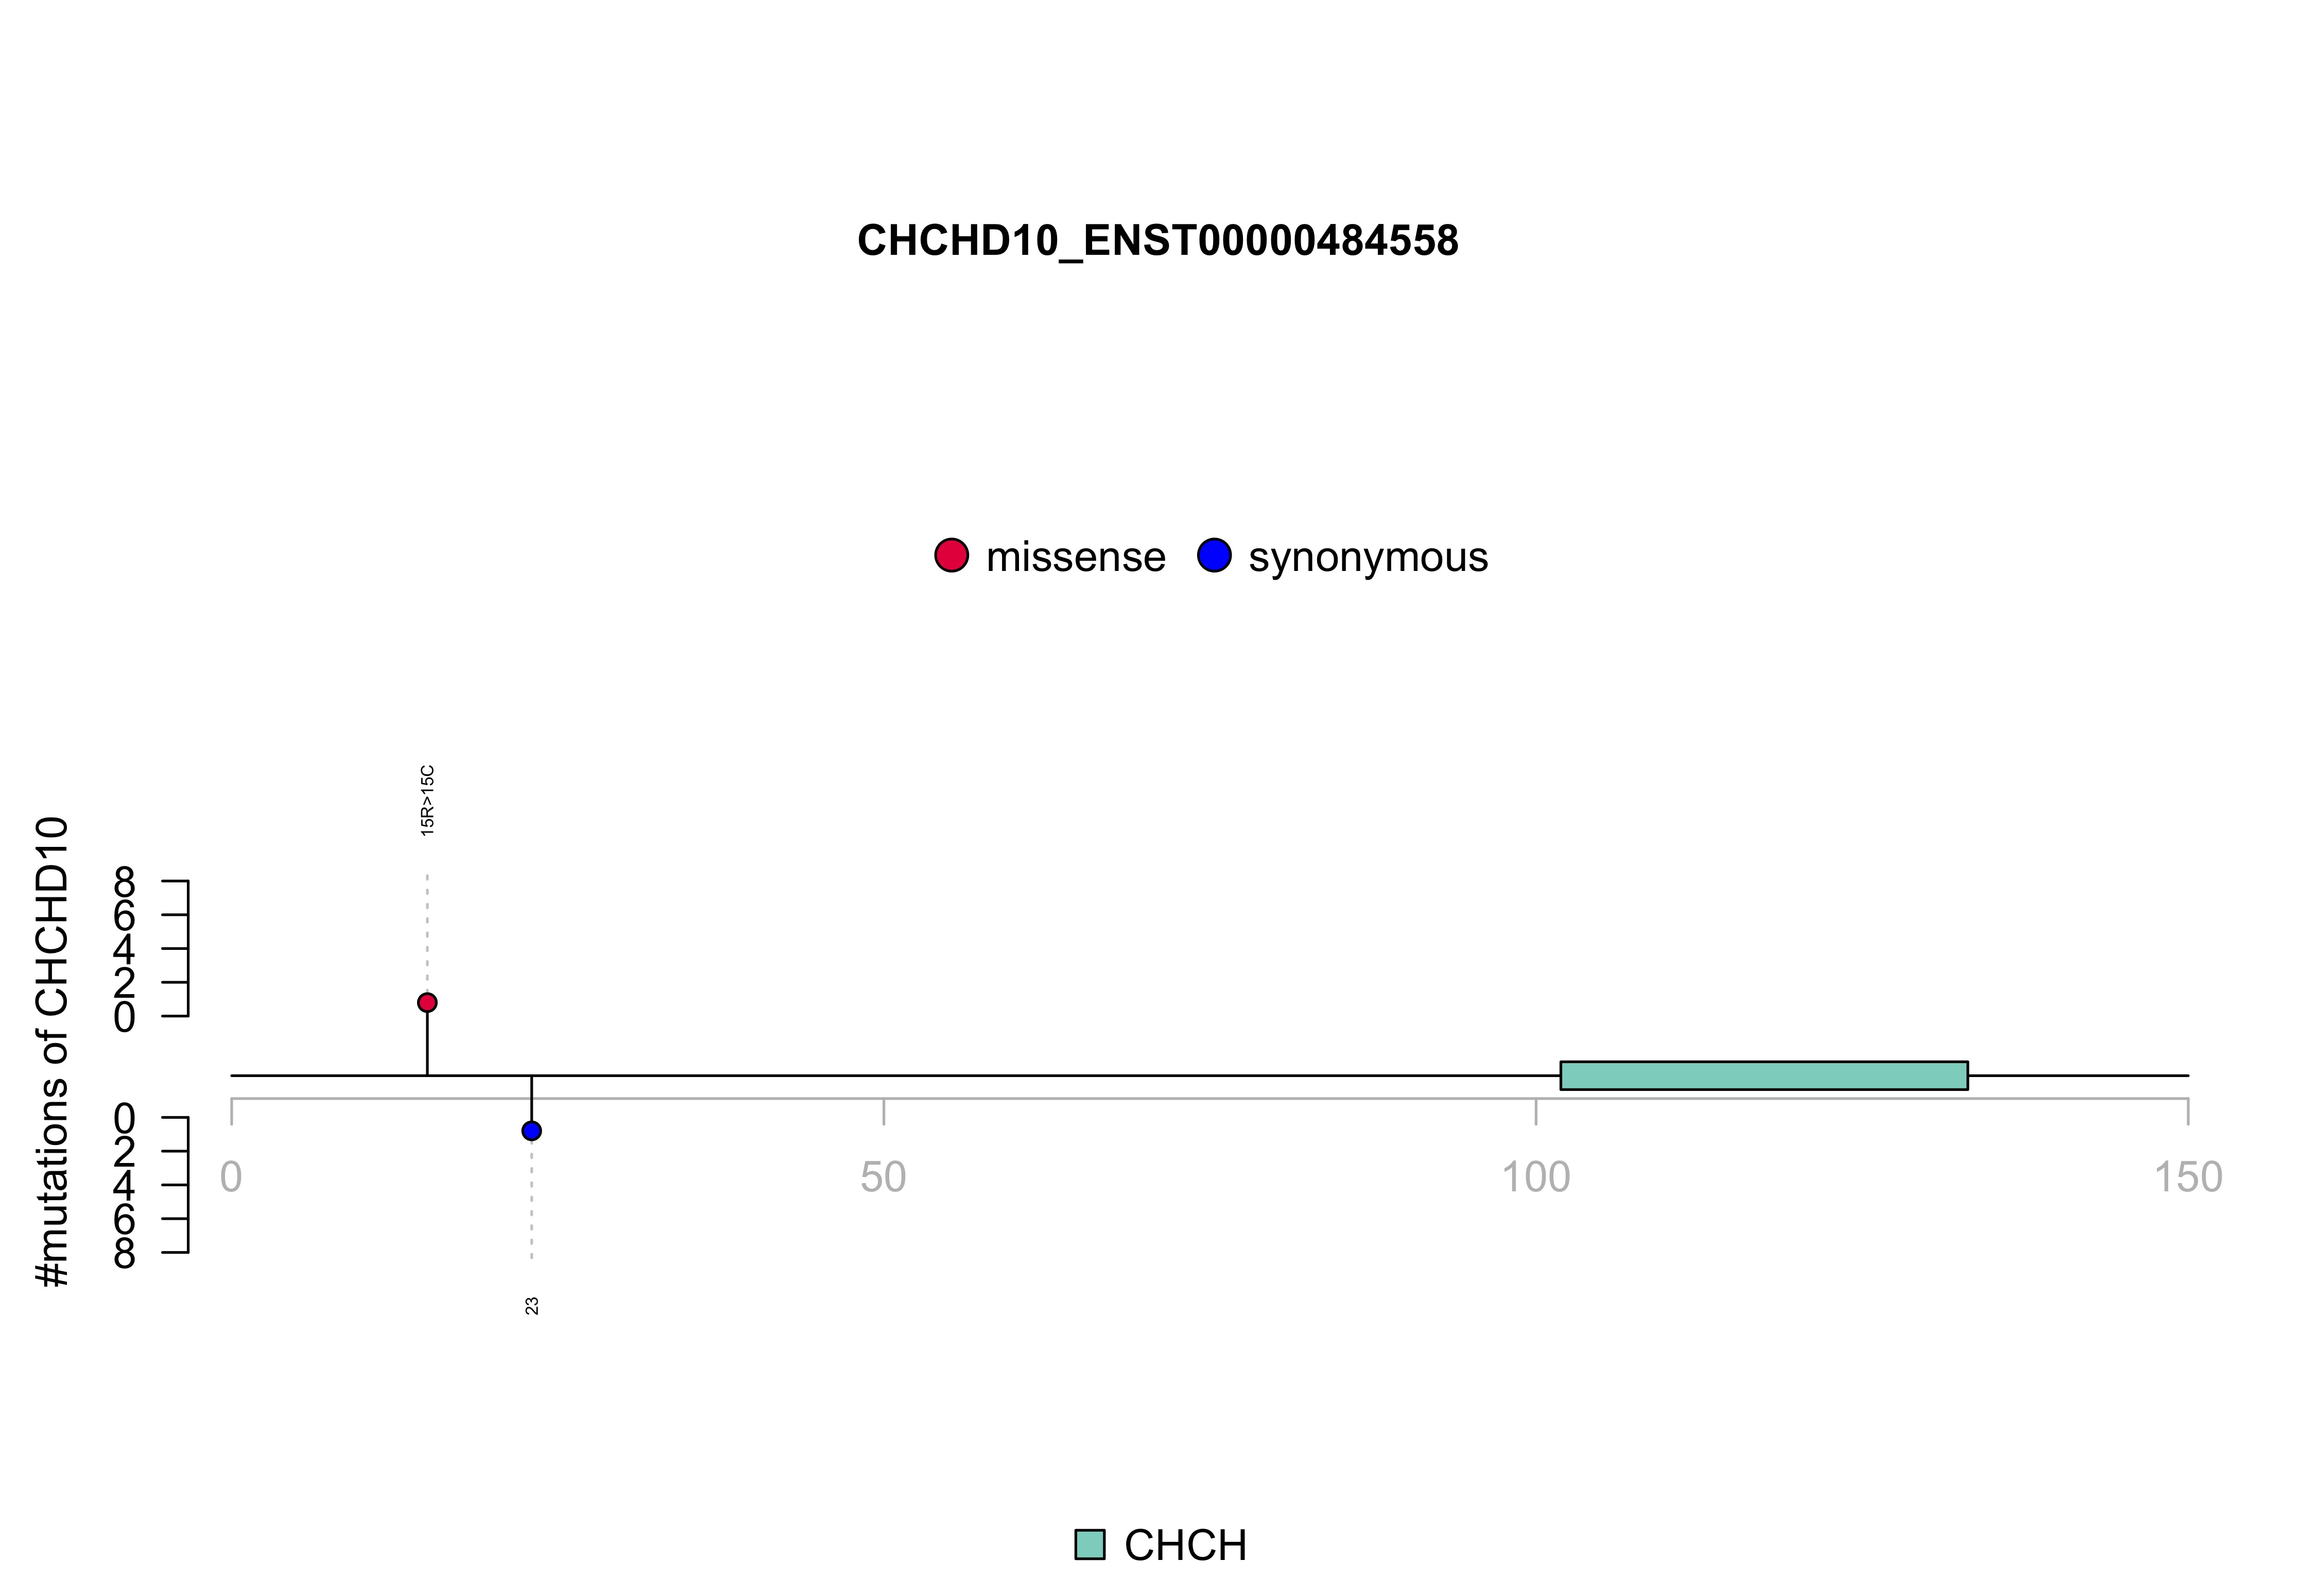 CHCHD10_ENST00000484558
missense synonymous
15R>15C
#mutations of CHCHD10
8
6
4
2
0
0
2
4
6
8
0 50 100 150
23
CHCH